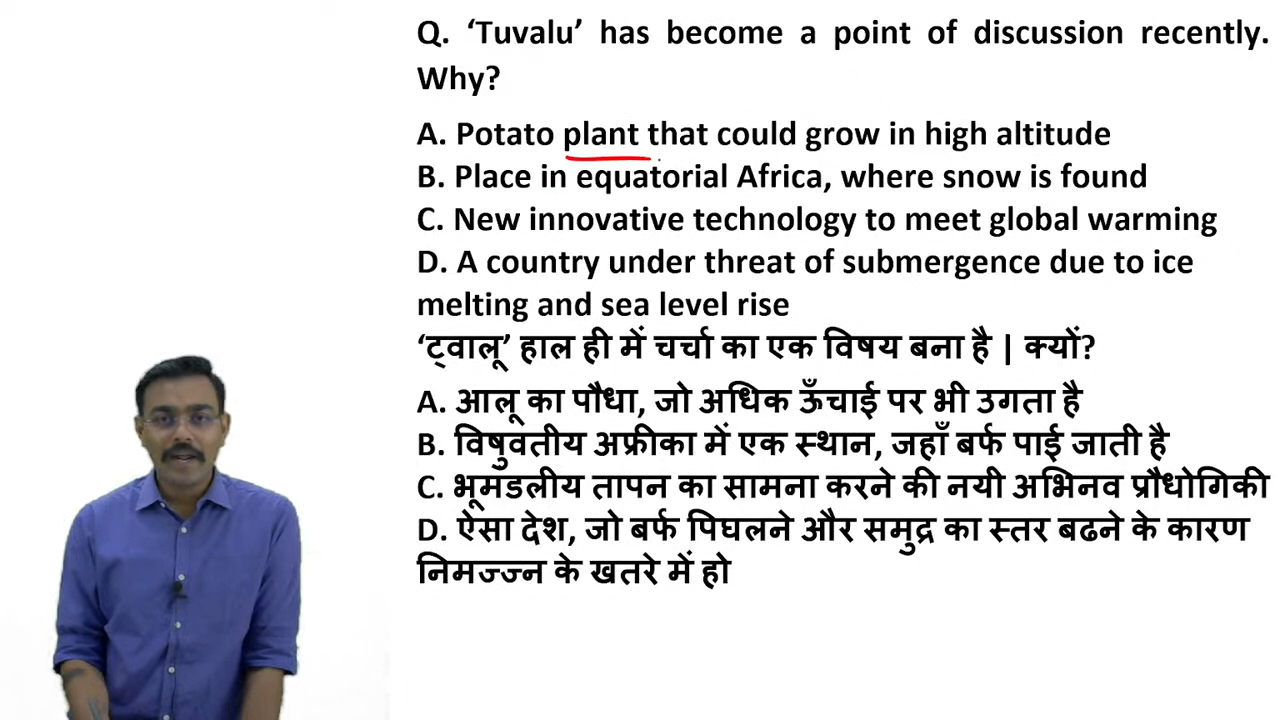 Q. ‘Tuvalu’ has become a point of discussion recently.
Why?
A. Potato plant that could grow in high altitude
B. Place in equatorial Africa, where snow is found
C. New innovative technology to meet global warming
D. A country under threat of submergence due to ice
melting and sea level rise
‘ट्वालू’ हाल ही में चर्चा का एक विषय बना है | क्यों?
A. आलू का पौधा, जो अधिक ऊँचाई पर भी उगता है
B. विषुवतीय अफ्रीका में एक स्थान, जहाँ बर्फ पाई जाती है
C. भूमंडलीय तापन का सामना करने की नयी अभिनव प्रौधोगिकी
D. ऐसा देश, जो बर्फ पिघलने और समुद्र का स्तर बढने के कारण
निमज्ज्न के खतरे में हो